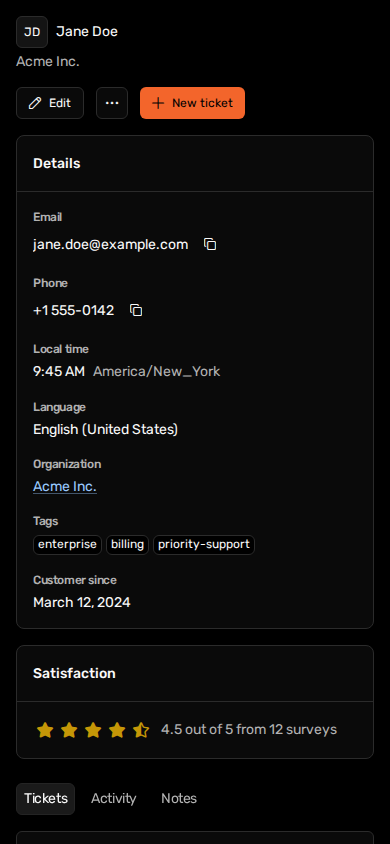 JD Jane Doe
Acme Inc.
Edit ... New ticket
Details
Email
jane.doe@example.com
Phone
+1 555-0142
Local time
9:45 AM America/New_York
Language
English (United States)
Organization
Acme Inc.
Tags
enterprise billing priority-support
Customer since
March 12, 2024
Satisfaction
4.5 out of 5 from 12 surveys
Tickets Activity Notes